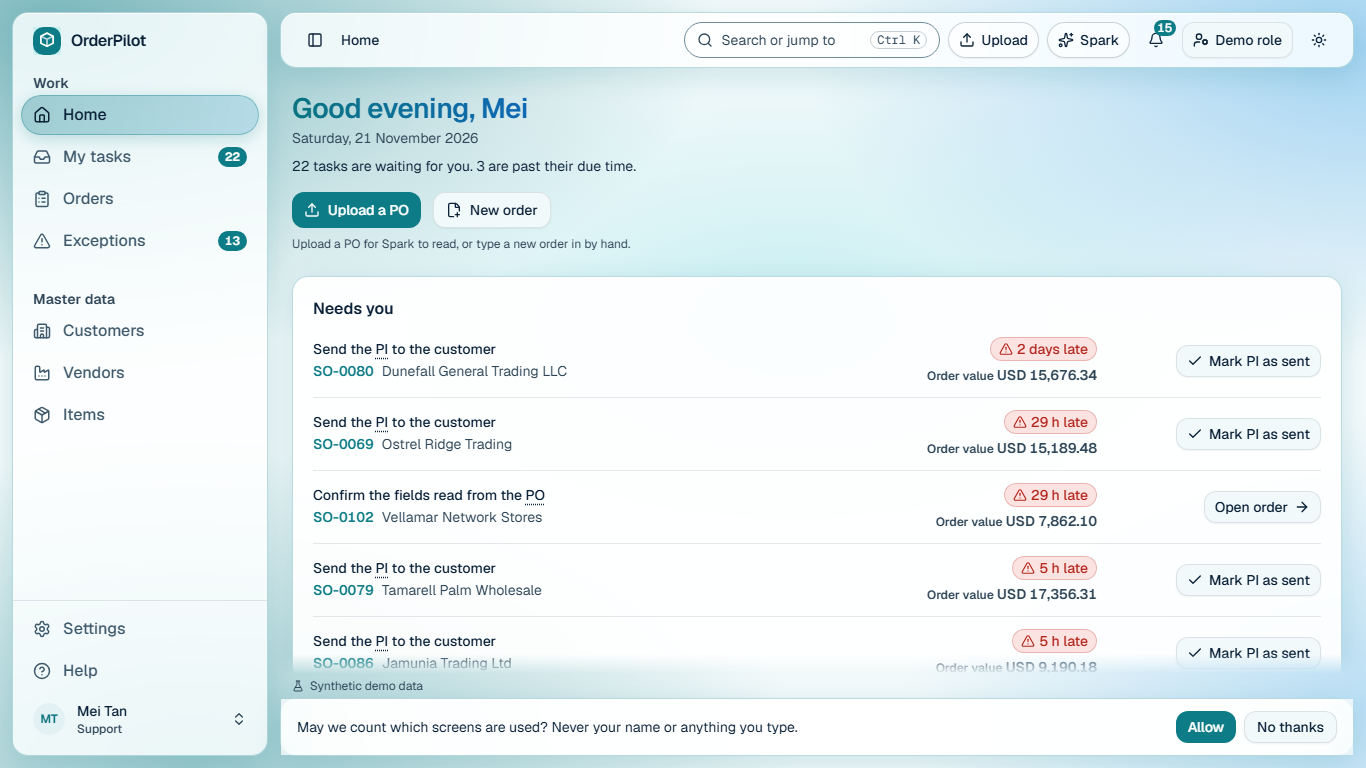 OrderPilot
Work
Home
My tasks 22
Orders
Exceptions 13
Master data
Customers
Vendors
Items
Settings
Help
MT Mei Tan
Support
Home
Search or jump to Ctrl K
Upload
Spark
15
Demo role
Good evening, Mei
Saturday, 21 November 2026
22 tasks are waiting for you. 3 are past their due time.
Upload a PO
New order
Upload a PO for Spark to read, or type a new order in by hand.
Needs you
Send the PI to the customer
SO-0080 Dunefall General Trading LLC
2 days late
Order value USD 15,676.34
Mark PI as sent
Send the PI to the customer
SO-0069 Ostrel Ridge Trading
29 h late
Order value USD 15,189.48
Mark PI as sent
Confirm the fields read from the PO
SO-0102 Vellamar Network Stores
29 h late
Order value USD 7,862.10
Open order
Send the PI to the customer
SO-0079 Tamarell Palm Wholesale
5 h late
Order value USD 17,356.31
Mark PI as sent
Send the PI to the customer
SO-0086 Jamunia Trading Ltd
5 h late
Order value USD 9,190.18
Mark PI as sent
Synthetic demo data
May we count which screens are used? Never your name or anything you type.
Allow
No thanks